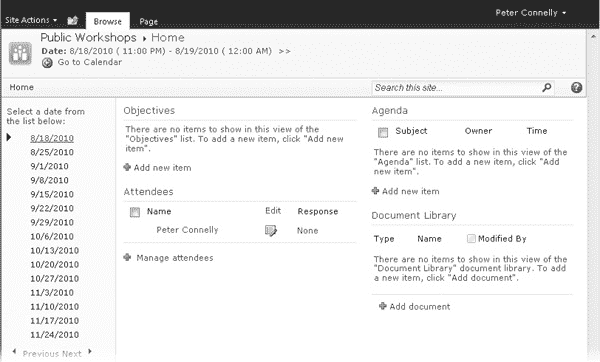 Site Actions Browse Page Peter Connelly
Public Workshops Home
Date: 8/18/2010 ( 11:00 PM) - 8/19/2010 ( 12:00 AM) >>
Go to Calendar
Home
Search this site...
Select a date from
the list below:
8/18/2010
8/25/2010
9/1/2010
9/8/2010
9/15/2010
9/22/2010
9/29/2010
10/6/2010
10/13/2010
10/20/2010
10/27/2010
11/3/2010
11/10/2010
11/17/2010
11/24/2010
Previous Next
Objectives
There are no items to show in this view of the
"Objectives" list. To add a new item, click "Add new
item".
Add new item
Attendees
Name Edit Response
Peter Connelly None
Manage attendees
Agenda
Subject Owner Time
There are no items to show in this view of the
"Agenda" list. To add a new item, click "Add new
item".
Add new item
Document Library
Type Name Modified By
There are no items to show in this view of the
"Document Library" document library. To add
a new item, click "Add document".
Add document